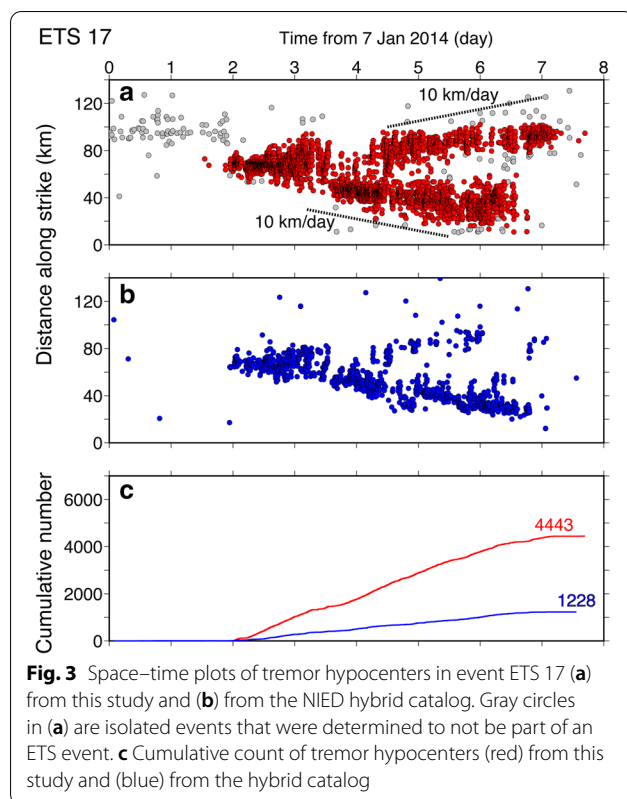 ETS 17
Time from 7 Jan 2014 (day)
0 1 2 3 4 5 6 7 8
a
10 km/day
120
80
40
0
10 km/day
Distance along strike (km)
b
120
80
40
0
c
6000
4000
2000
0
Cumulative number
4443
1228
Fig. 3 Space–time plots of tremor hypocenters in event ETS 17 (a)
from this study and (b) from the NIED hybrid catalog. Gray circles
in (a) are isolated events that were determined to not be part of an
ETS event. c Cumulative count of tremor hypocenters (red) from this
study and (blue) from the hybrid catalog